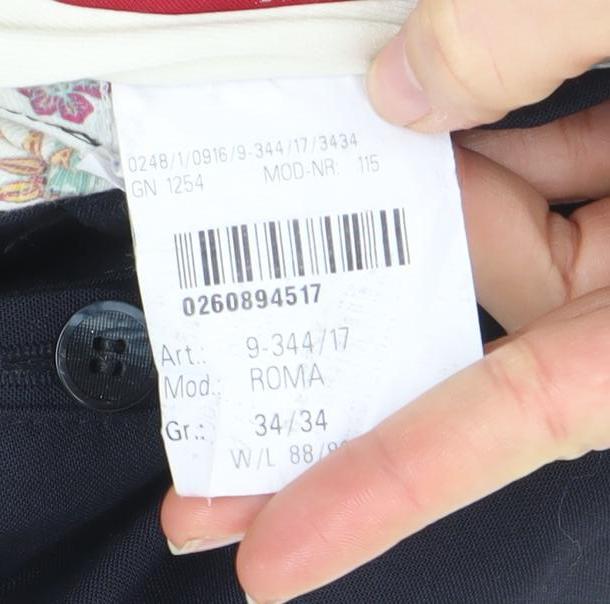 0248/1/0916/9-344/17/3434
GN 1254 MOD-NR: 115
0260894517
Art.: 9-344/17
Mod.: ROMA
Gr.: 34/34
W/L 88/